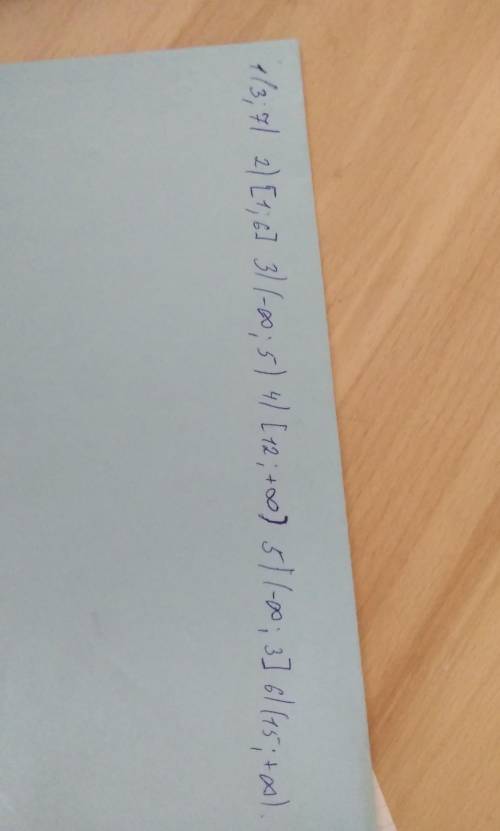 1(3; 7) 2) [1; 6] 3) (-∞; 5) 4) [12; +∞) 5) (-∞; 3] 6) (15; +∞).